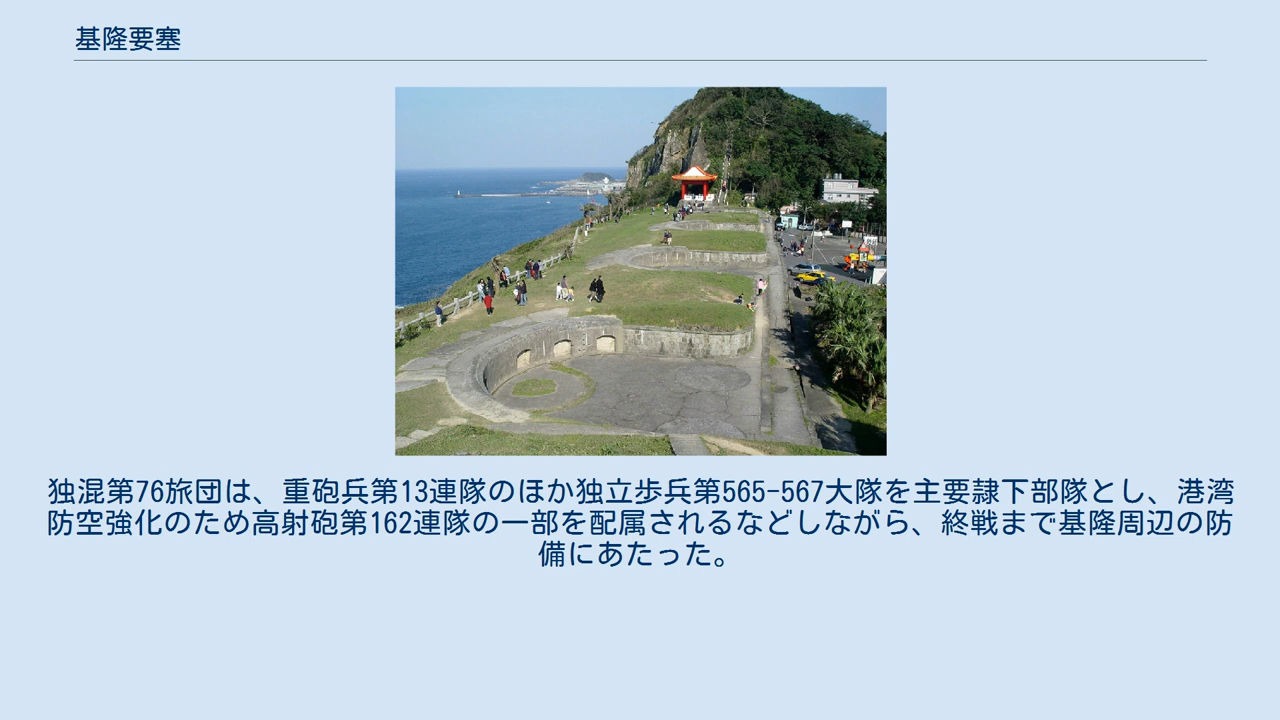 基隆要塞
独混第76旅団は、重砲兵第13連隊のほか独立歩兵第565-567大隊を主要隷下部隊とし、港湾
防空強化のため高射砲第162連隊の一部を配属されるなどしながら、終戦まで基隆周辺の防
備にあたった。